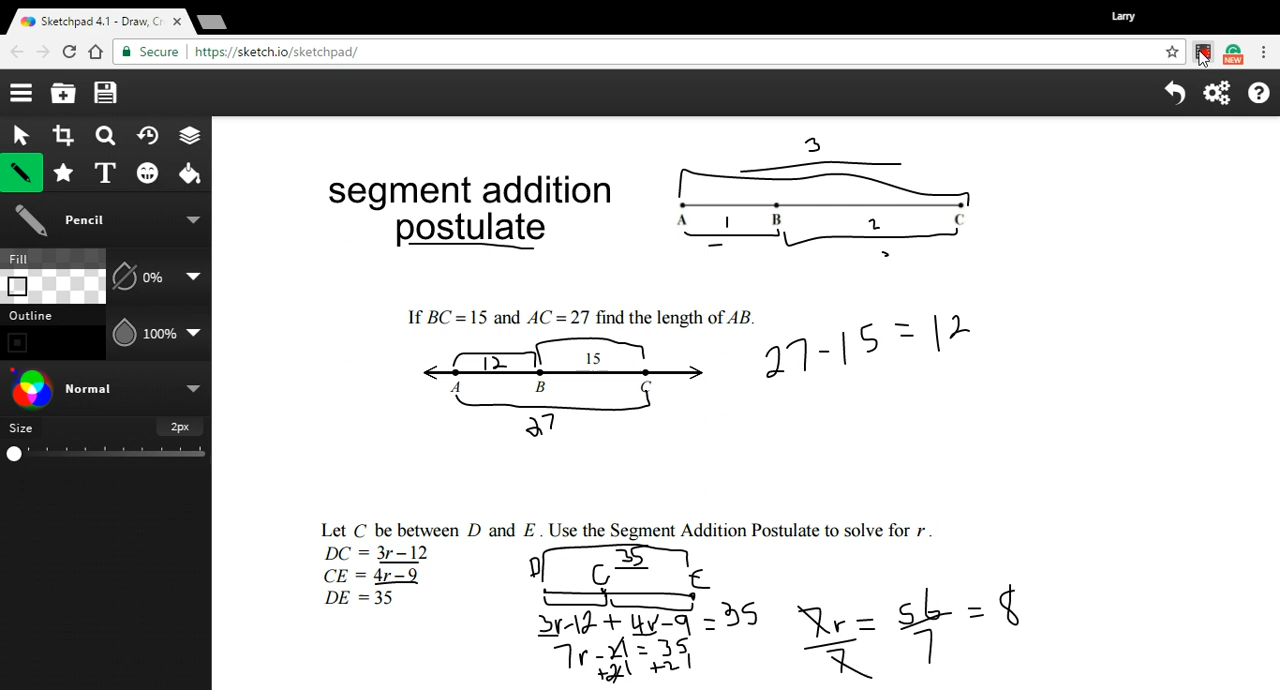 Larry
Sketchpad 4.1 - Draw, Cr
Secure https://sketch.io/sketchpad/
NEW
Pencil
Fill
0%
Outline
100%
Normal
Size 2px
segment addition
postulate
3
A 1 B 2 C
If BC = 15 and AC = 27 find the length of AB.
27-15=12
12 15
A B C
27
Let C be between D and E. Use the Segment Addition Postulate to solve for r.
DC = 3r − 12
CE = 4r − 9
DE = 35
35
D C E
3r-12 + 4r-9 = 35
7r - 21 = 35
+21 +21
7r = 56 = 8
7 7